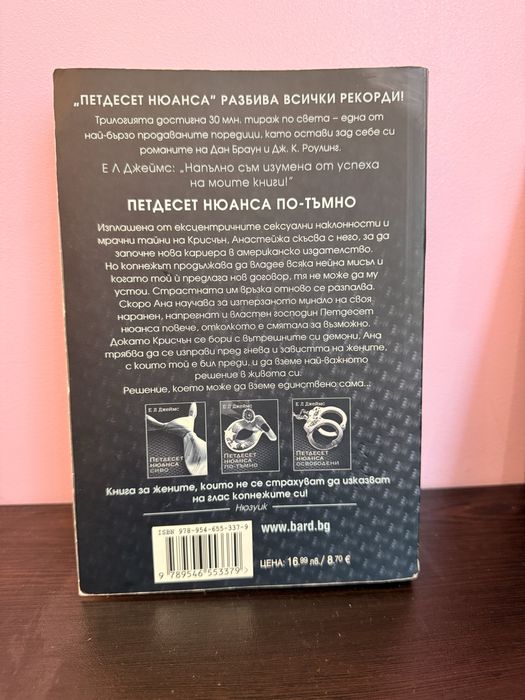 „ПЕТДЕСЕТ НЮАНСА" РАЗБИВА ВСИЧКИ РЕКОРДИ!
Трилогията достигна 30 млн. тираж по света – една от
най-бързо продаваните поредици, като остави зад себе си
романите на Дан Браун и Дж. К. Роулинг.
Е Л Джеймс: „Напълно съм изумена от успеха
на моите книги!"
ПЕТДЕСЕТ НЮАНСА ПО-ТЪМНО
Изплашена от ексцентричните сексуални наклонности и
мрачни тайни на Крисчън, Анастейжа скъсва с него, за да
започне нова кариера в американско издателство.
Но копнежът продължава да владее всяка нейна мисъл и
когато той ѝ предлага нов договор, тя не може да му
устои. Страстната им връзка отново се разпалва.
Скоро Ана научава за изтерзаното минало на своя
наранен, напрегнат и властен господин Петдесет
нюанса повече, отколкото е смятала за възможно.
Докато Крисчън се бори с вътрешните си демони, Ана
трябва да се изправи пред гнева и завистта на жените,
с които той е бил преди, и да вземе най-важното
решение в живота си.
Решение, което може да вземе единствено сама...
Е Л Джеймс
ПЕТДЕСЕТ
НЮАНСА
СИВО
Е Л Джеймс
ПЕТДЕСЕТ
НЮАНСА
ПО-ТЪМНО
Е Л Джеймс
ПЕТДЕСЕТ
НЮАНСА
ОСВОБОДЕНИ
Книга за жените, които не се страхуват да изказват
на глас копнежите си!
Нюзуик
ISBN 978-954-655-337-9
9 789546 553379
www.bard.bg
ЦЕНА: 16.99 лв./ 8.70 €